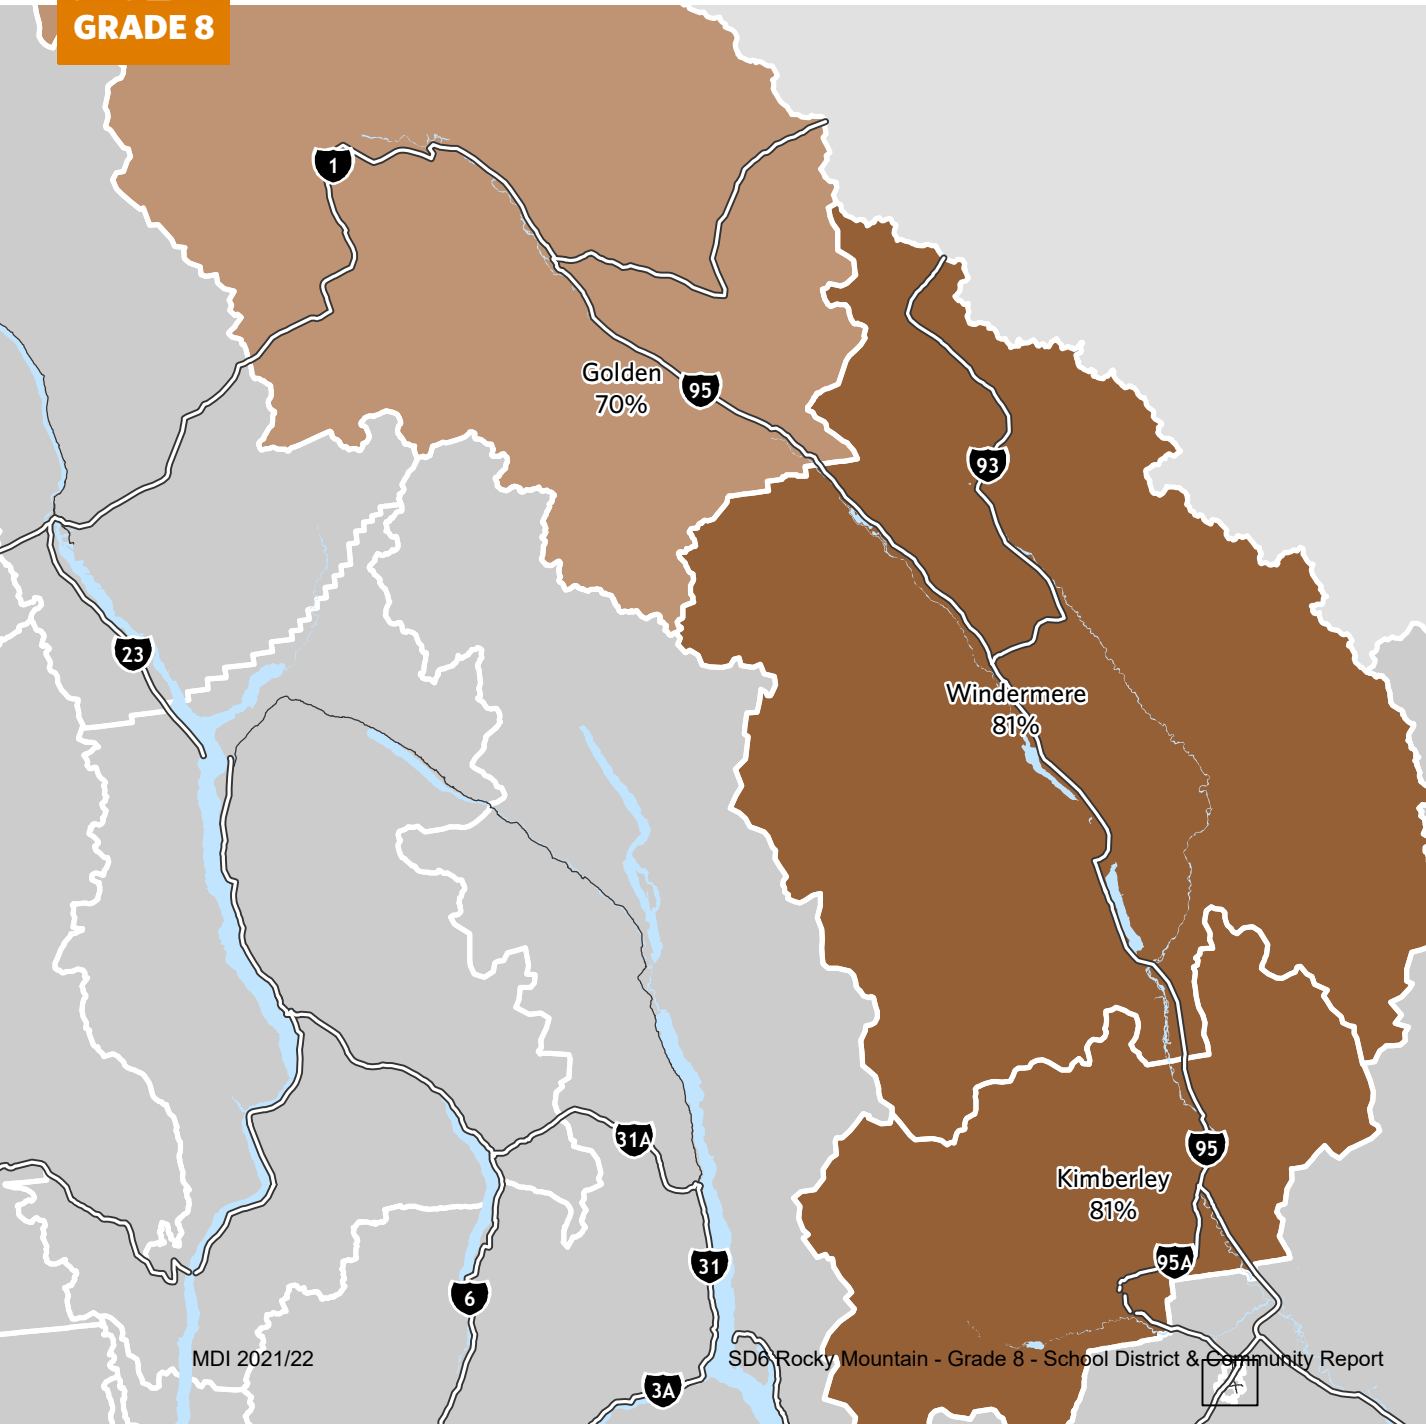 GRADE 8
1
Golden
70%
95
93
23
Windermere
81%
31A
95
Kimberley
81%
95A
31
6
MDI 2021/22
SD6 Rocky Mountain - Grade 8 - School District & Community Report
3A